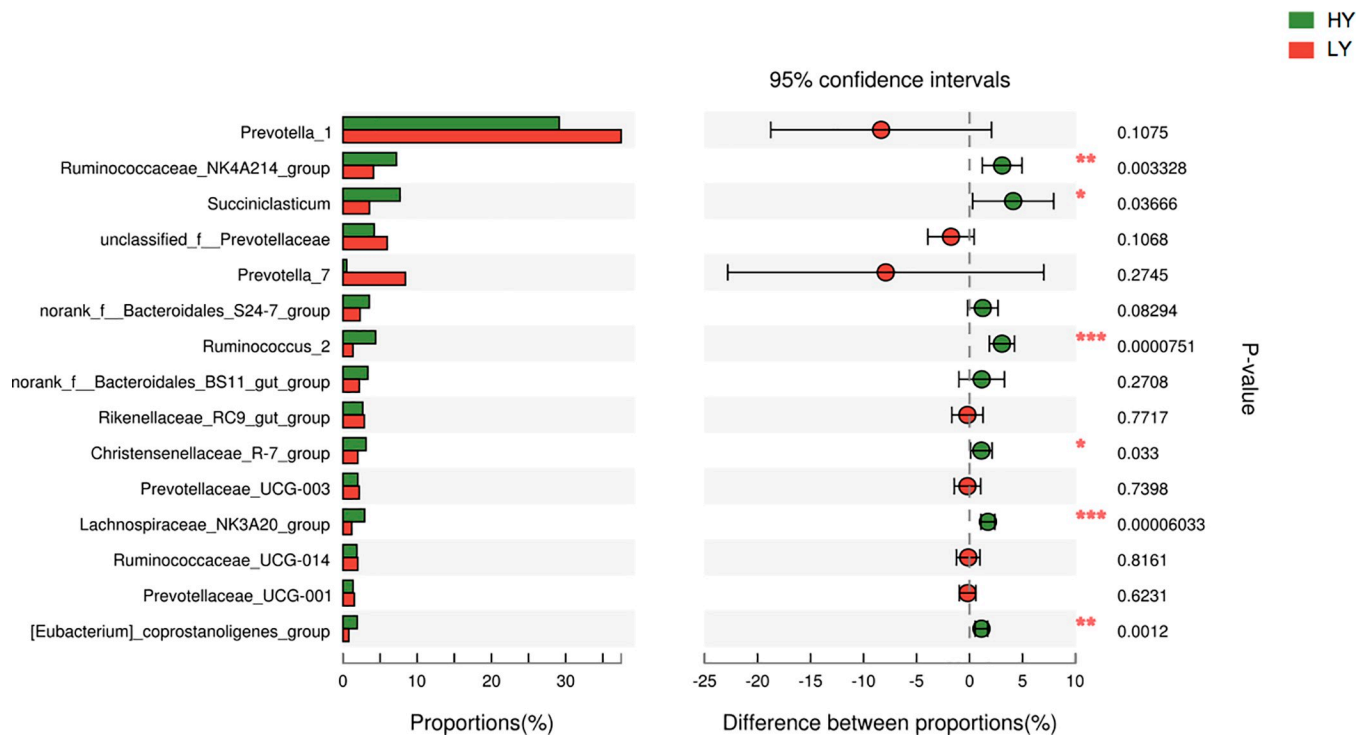 HY
LY
95% confidence intervals
Prevotella_1
0.1075
Ruminococcaceae_NK4A214_group
**
0.003328
Succiniclasticum
*
0.03666
unclassified_f__Prevotellaceae
0.1068
Prevotella_7
0.2745
norank_f__Bacteroidales_S24-7_group
0.08294
Ruminococcus_2
***
0.0000751
norank_f__Bacteroidales_BS11_gut_group
0.2708
Rikenellaceae_RC9_gut_group
0.7717
Christensenellaceae_R-7_group
*
0.033
Prevotellaceae_UCG-003
0.7398
Lachnospiraceae_NK3A20_group
***
0.00006033
Ruminococcaceae_UCG-014
0.8161
Prevotellaceae_UCG-001
0.6231
[Eubacterium]_coprostanoligenes_group
**
0.0012
P-value
0 10 20 30
-25 -20 -15 -10 -5 0 5 10
Proportions(%)
Difference between proportions(%)